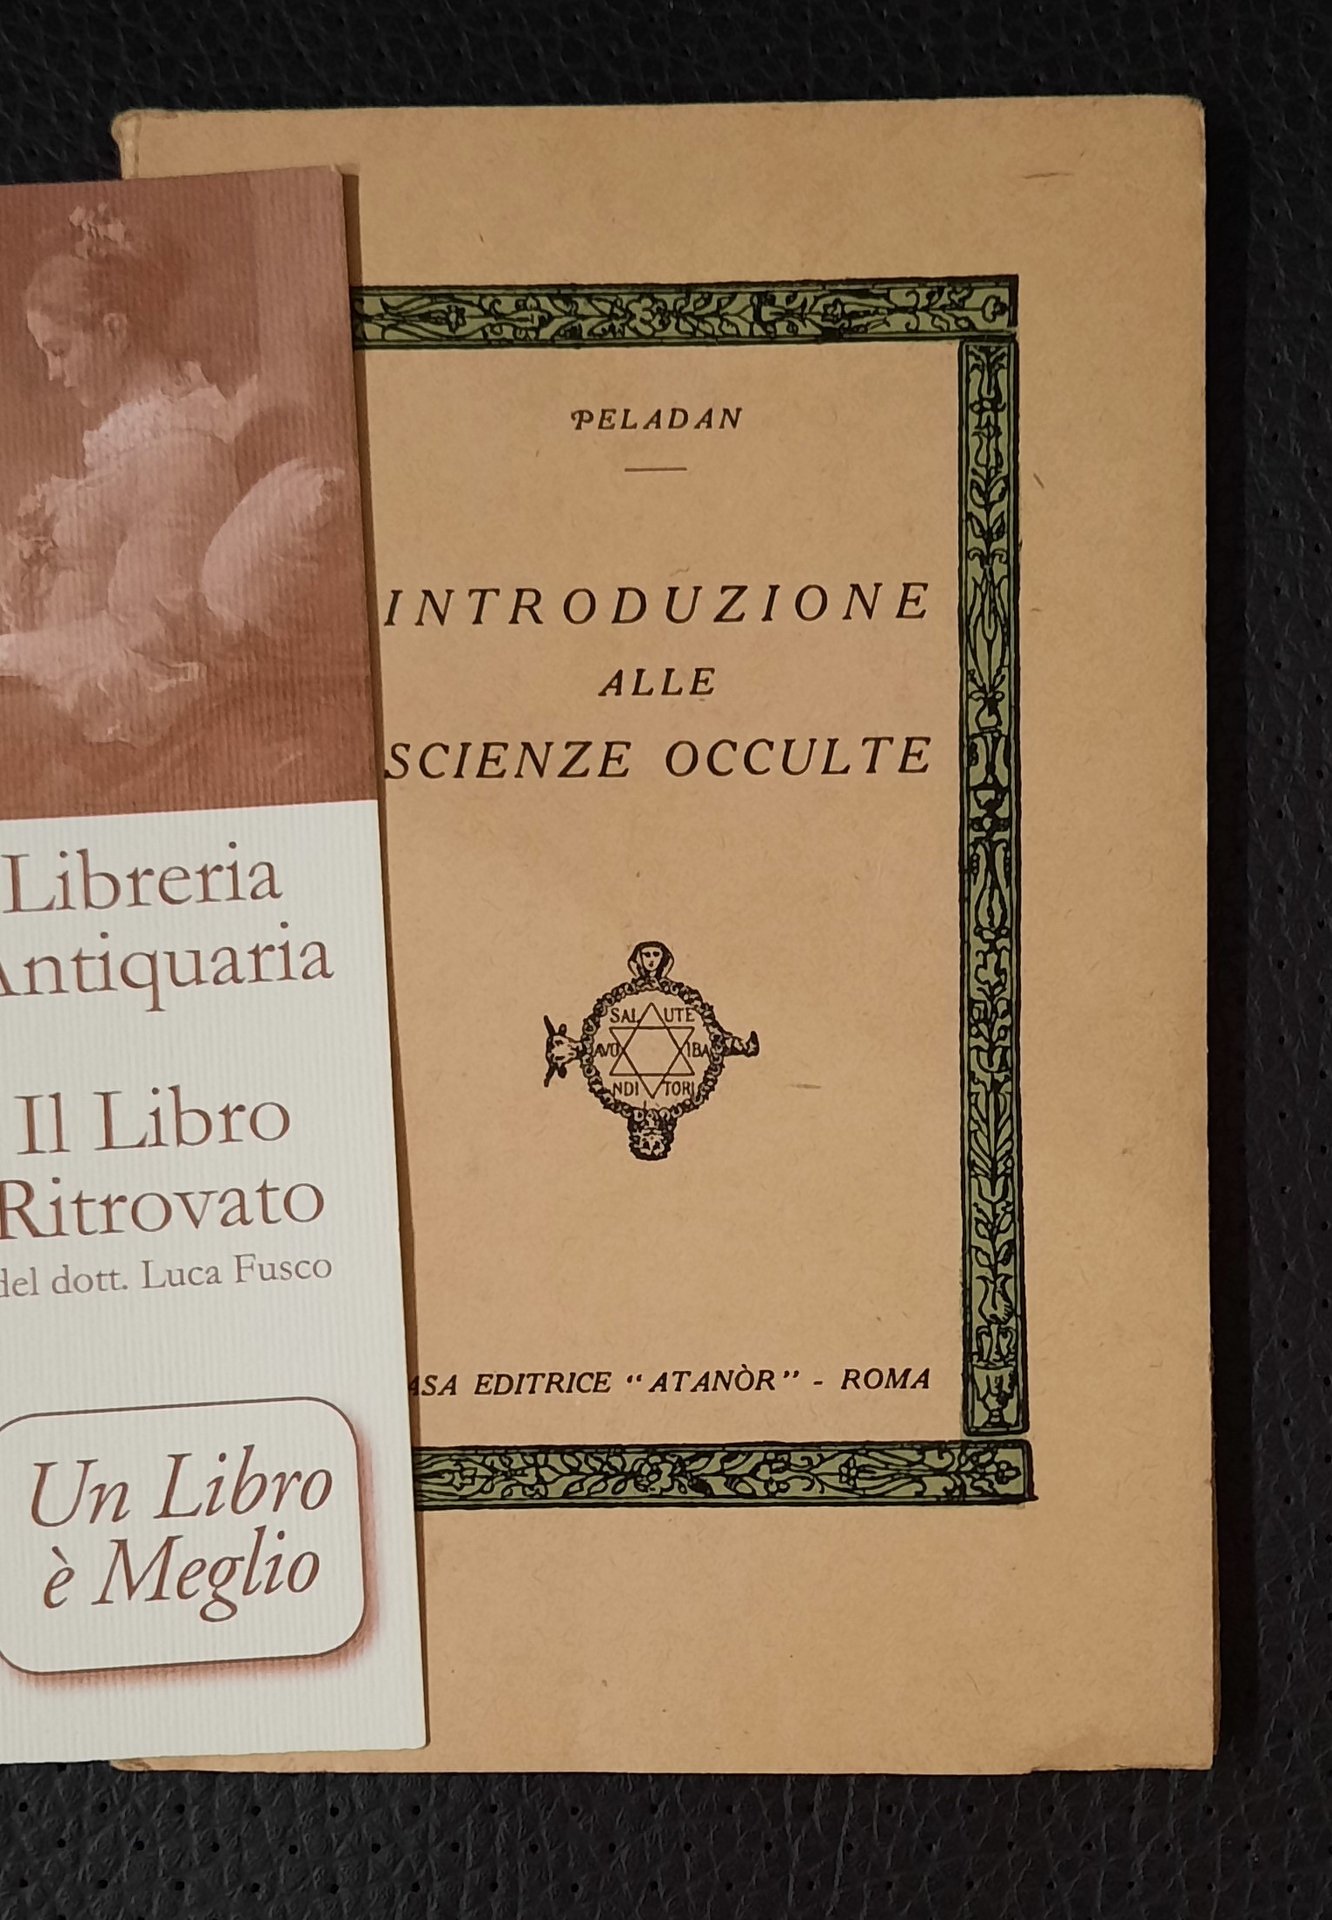 PELADAN
INTRODUZIONE
ALLE
SCIENZE OCCULTE
SAL UTE
AVO IBA
NDI TORI
ASA EDITRICE “ATANÒR” - ROMA
Libreria
Antiquaria
Il Libro
Ritrovato
del dott. Luca Fusco
Un Libro
è Meglio